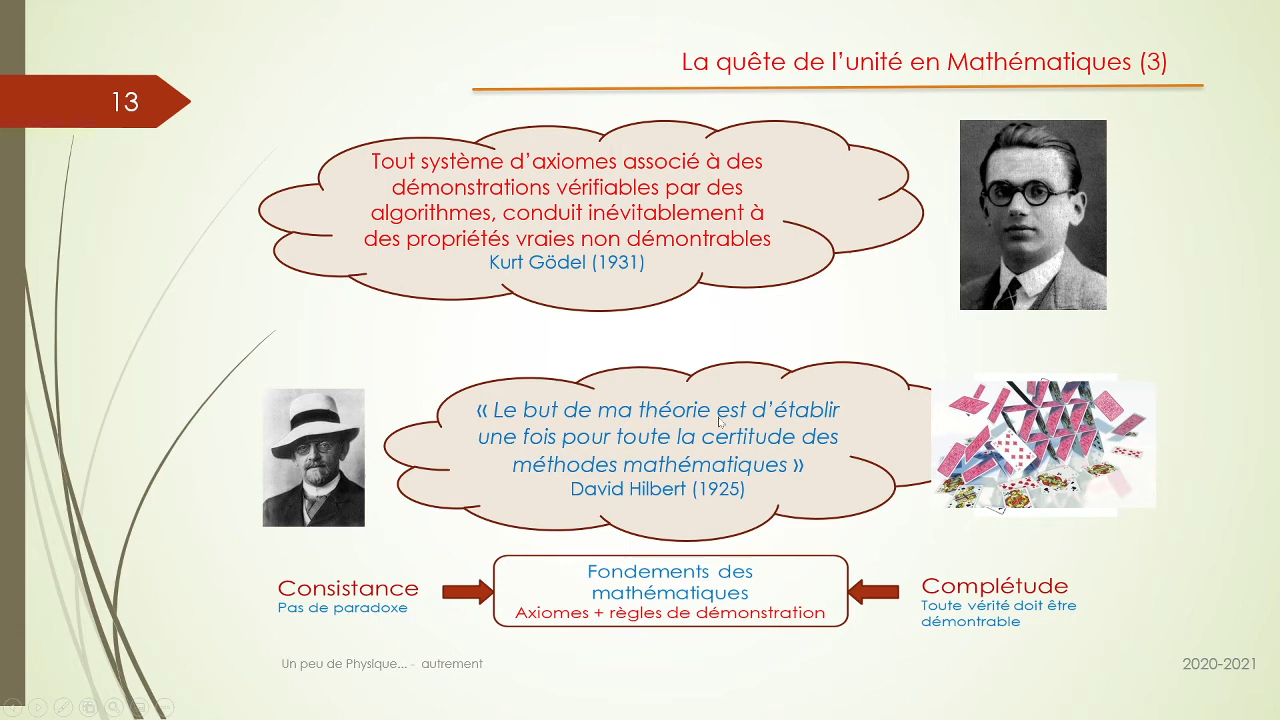 La quête de l’unité en Mathématiques (3)
13
Tout système d’axiomes associé à des
démonstrations vérifiables par des
algorithmes, conduit inévitablement à
des propriétés vraies non démontrables
Kurt Gödel (1931)
« Le but de ma théorie est d’établir
une fois pour toute la certitude des
méthodes mathématiques »
David Hilbert (1925)
Consistance
Pas de paradoxe
Fondements des
mathématiques
Axiomes + règles de démonstration
Complétude
Toute vérité doit être
démontrable
Un peu de Physique... - autrement
2020-2021